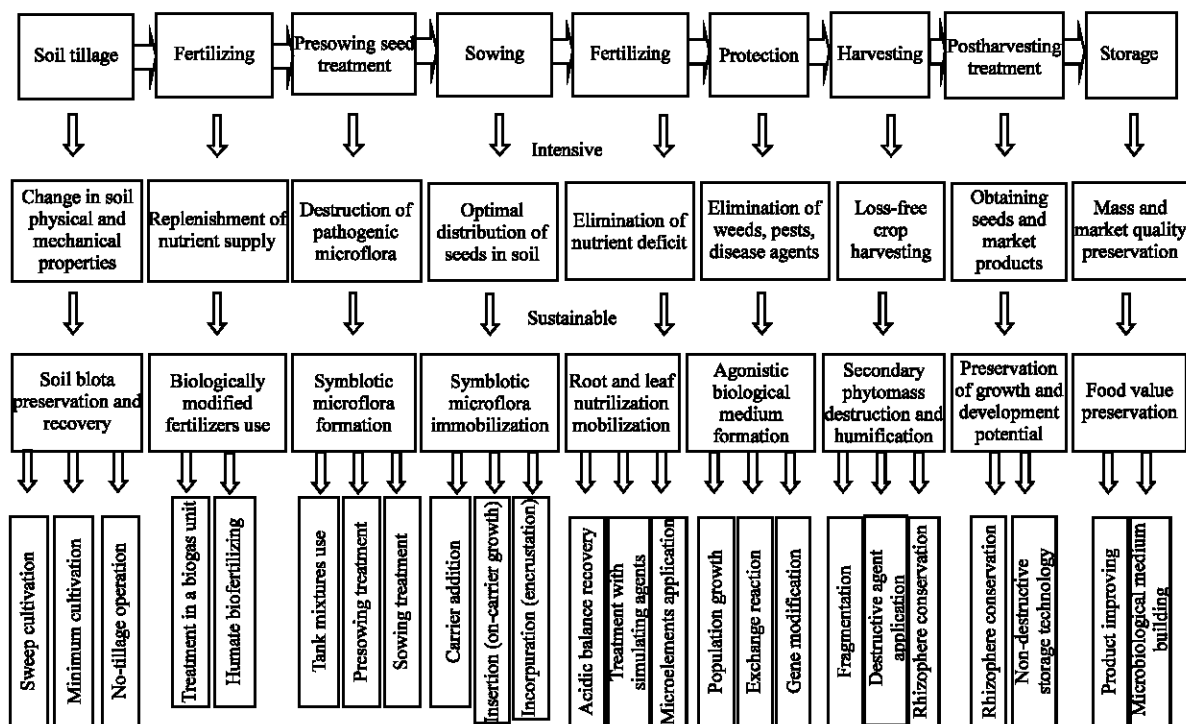 Soil tillage
Fertilizing
Presowing seed
treatment
Sowing
Fertilizing
Protection
Harvesting
Postharvesting
treatment
Storage
Intensive
Change in soil
physical and
mechanical
properties
Replenishment of
nutrient supply
Destruction of
pathogenic
microflora
Optimal
distribution of
seeds in soil
Elimination of
nutrient deficit
Elimination of
weeds, pests,
disease agents
Loss-free
crop
harvesting
Obtaining
seeds and
market
products
Mass and
market quality
preservation
Sustainable
Soil blota
preservation and
recovery
Biologically
modified
fertilizers use
Symblotic
microflora
formation
Symblotic
microflora
immobilization
Root and leaf
nutrilization
mobilization
Agonistic
biological
medium
formation
Secondary
phytomass
destruction and
humification
Preservation
of growth and
development
potential
Food value
preservation
Sweep cultivation
Minimum cultivation
No-tillage operation
Treatment in a biogas unit
Humate biofertilizing
Tank mixtures use
Presowing treatment
Sowing treatment
Carrier addition
Insertion (on-carrier growth)
Incorpuration (encrustation)
Acidic balance recovery
Treatment with
simulating agents
Microelements application
Population growth
Exchange reaction
Gene modification
Fragmentation
Destructive agent
application
Rhizophere conservation
Rhizophere conservation
Non-destructive
storage technology
Product improving
Microbiological medium
building